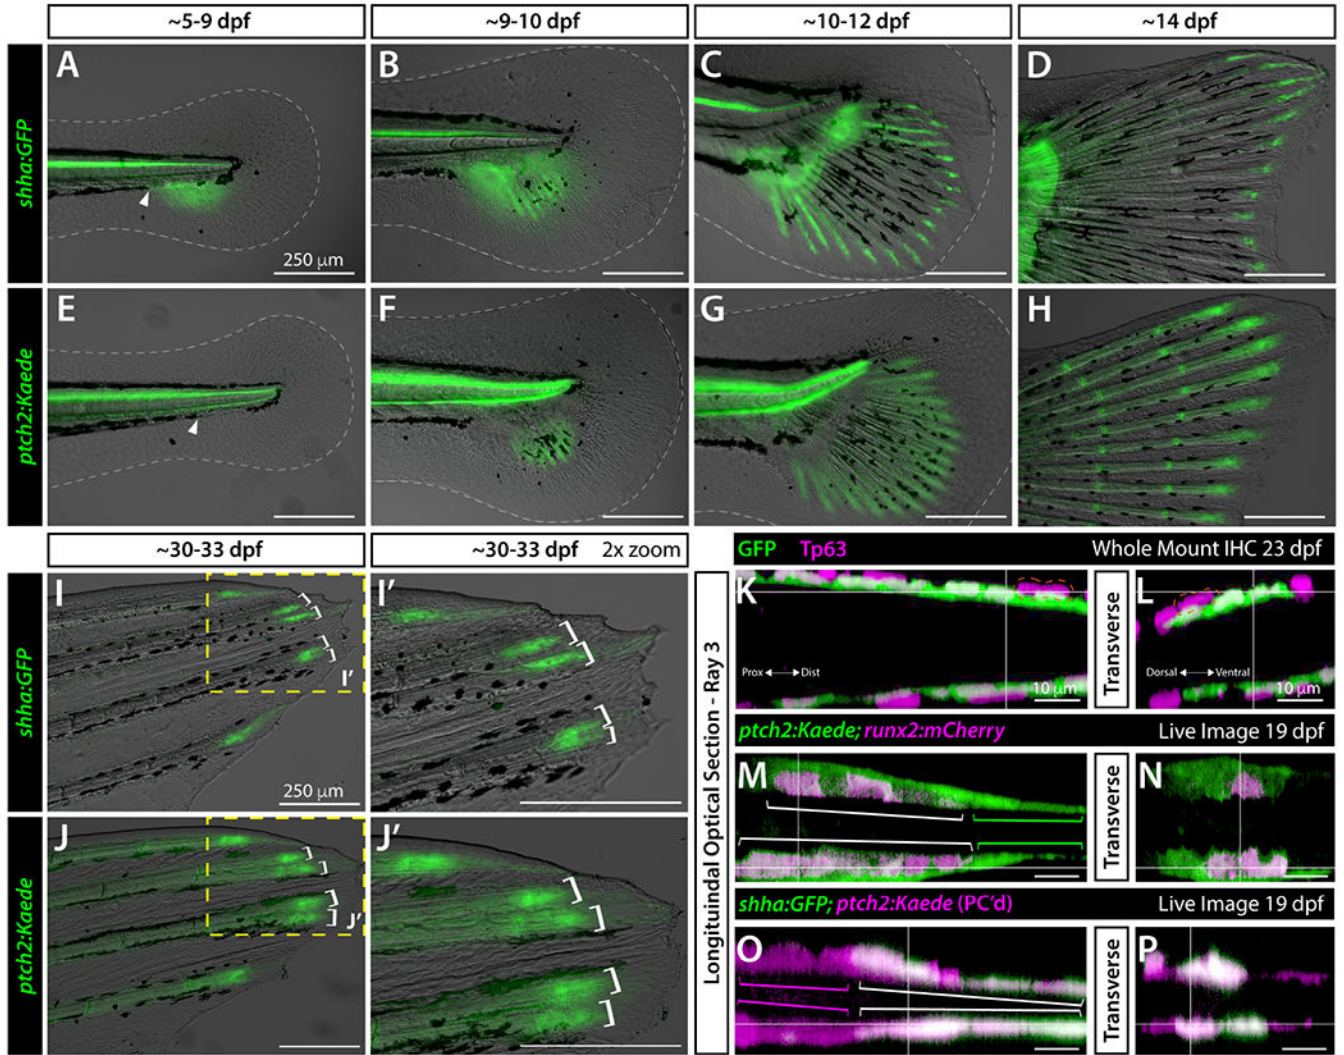 ~5-9 dpf
~9-10 dpf
~10-12 dpf
~14 dpf
shha:GFP
A
250 µm
B
C
D
ptch2:Kaede
E
F
G
H
~30-33 dpf
~30-33 dpf 2x zoom
shha:GFP
I
I'
250 µm
I'
ptch2:Kaede
J
J'
J'
Longituindal Optical Section - Ray 3
GFP Tp63 Whole Mount IHC 23 dpf
K
Prox Dist
10 µm
Transverse
L
Dorsal Ventral
10 µm
ptch2:Kaede; runx2:mCherry Live Image 19 dpf
M
Transverse
N
shha:GFP; ptch2:Kaede (PC'd) Live Image 19 dpf
O
Transverse
P